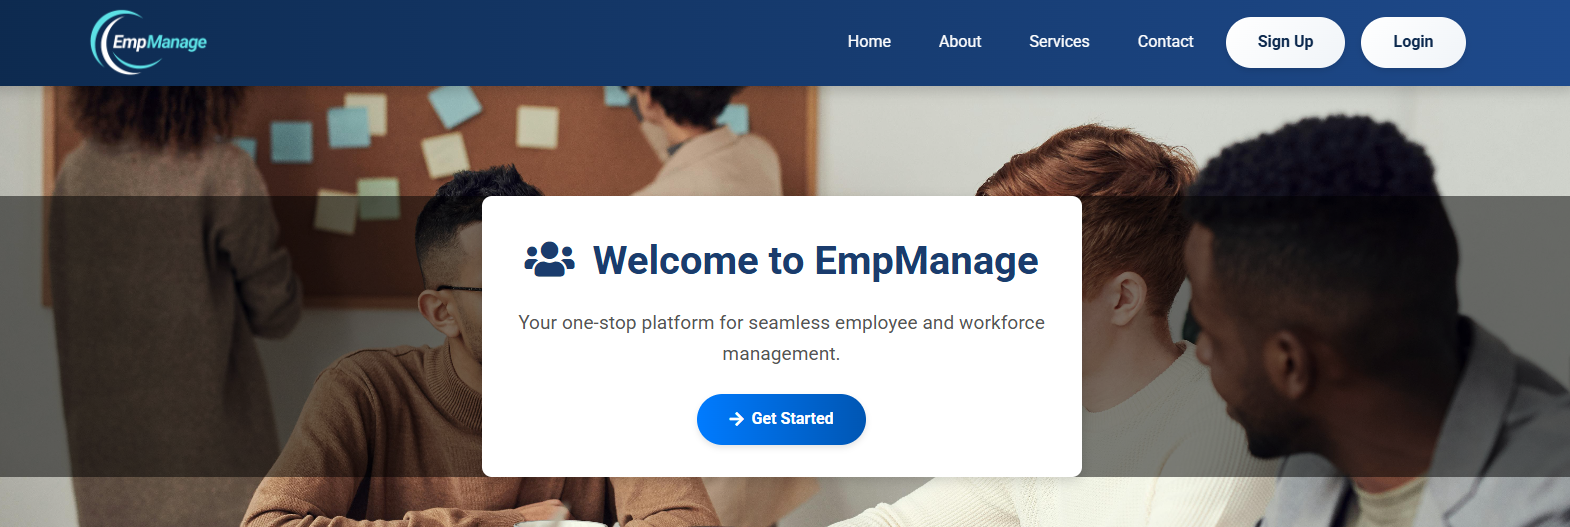 EmpManage
Home
About
Services
Contact
Sign Up
Login
Welcome to EmpManage
Your one-stop platform for seamless employee and workforce
management.
Get Started